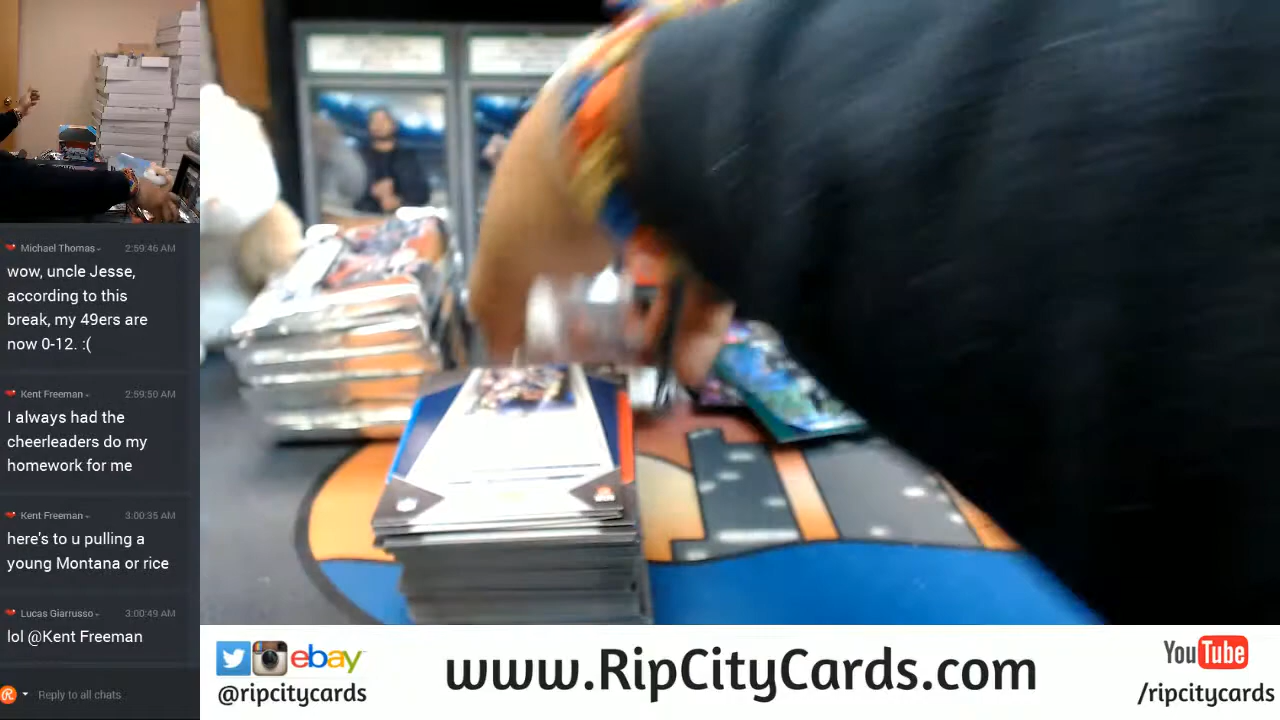 Michael Thomas 2:59:46 AM
wow, uncle Jesse,
according to this
break, my 49ers are
now 0-12. :(
Kent Freeman 2:59:50 AM
I always had the
cheerleaders do my
homework for me
Kent Freeman 3:00:35 AM
here's to u pulling a
young Montana or rice
Lucas Giarrusso 3:00:49 AM
lol @Kent Freeman
Reply to all chats
ebay
@ripcitycards
www.RipCityCards.com
YouTube
/ripcitycards